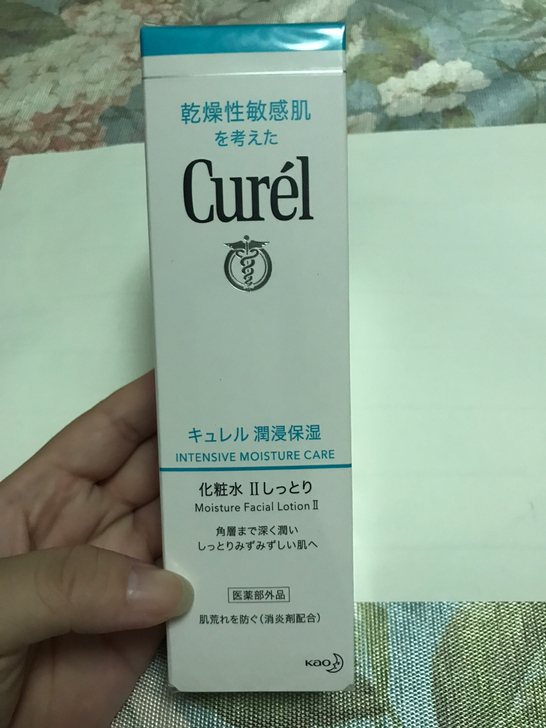 乾燥性敏感肌
を考えた
Curél
キュレル 潤浸保湿
INTENSIVE MOISTURE CARE
化粧水 Ⅱしっとり
Moisture Facial Lotion Ⅱ
角層まで深く潤い
しっとりみずみずしい肌へ
医薬部外品
肌荒れを防ぐ(消炎剤配合)
Kao